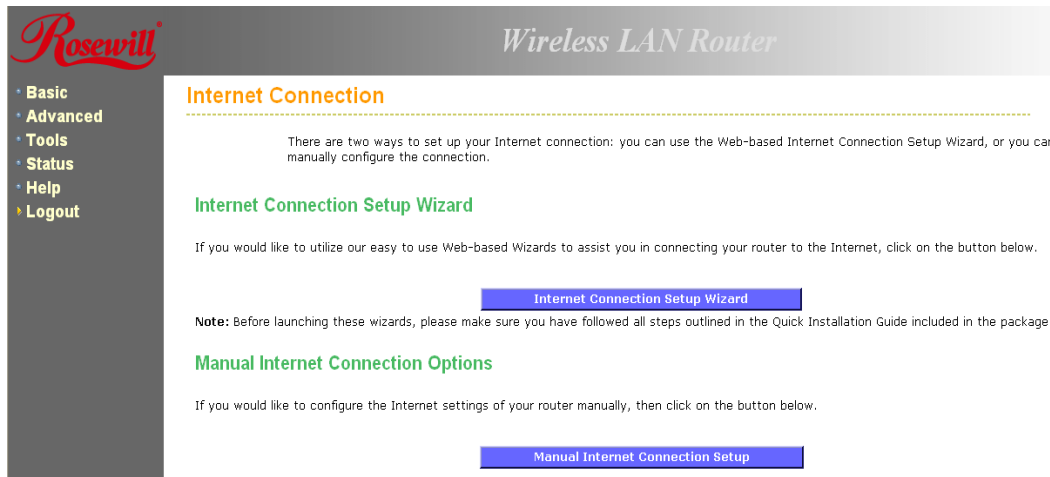 Rosewill
Wireless LAN Router
Basic
Advanced
Tools
Status
Help
Logout
Internet Connection
There are two ways to set up your Internet connection: you can use the Web-based Internet Connection Setup Wizard, or you can
manually configure the connection.
Internet Connection Setup Wizard
If you would like to utilize our easy to use Web-based Wizards to assist you in connecting your router to the Internet, click on the button below.
Internet Connection Setup Wizard
Note: Before launching these wizards, please make sure you have followed all steps outlined in the Quick Installation Guide included in the package
Manual Internet Connection Options
If you would like to configure the Internet settings of your router manually, then click on the button below.
Manual Internet Connection Setup